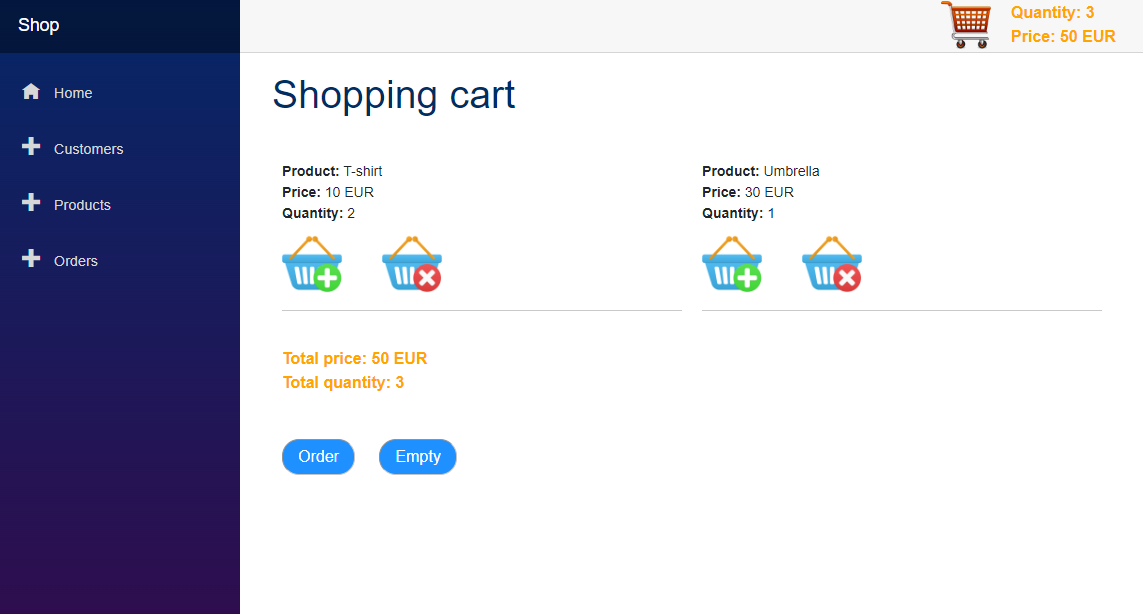 Shop
Quantity: 3
Price: 50 EUR
Home
Customers
Products
Orders
Shopping cart
Product: T-shirt
Price: 10 EUR
Quantity: 2
Product: Umbrella
Price: 30 EUR
Quantity: 1
Total price: 50 EUR
Total quantity: 3
Order
Empty